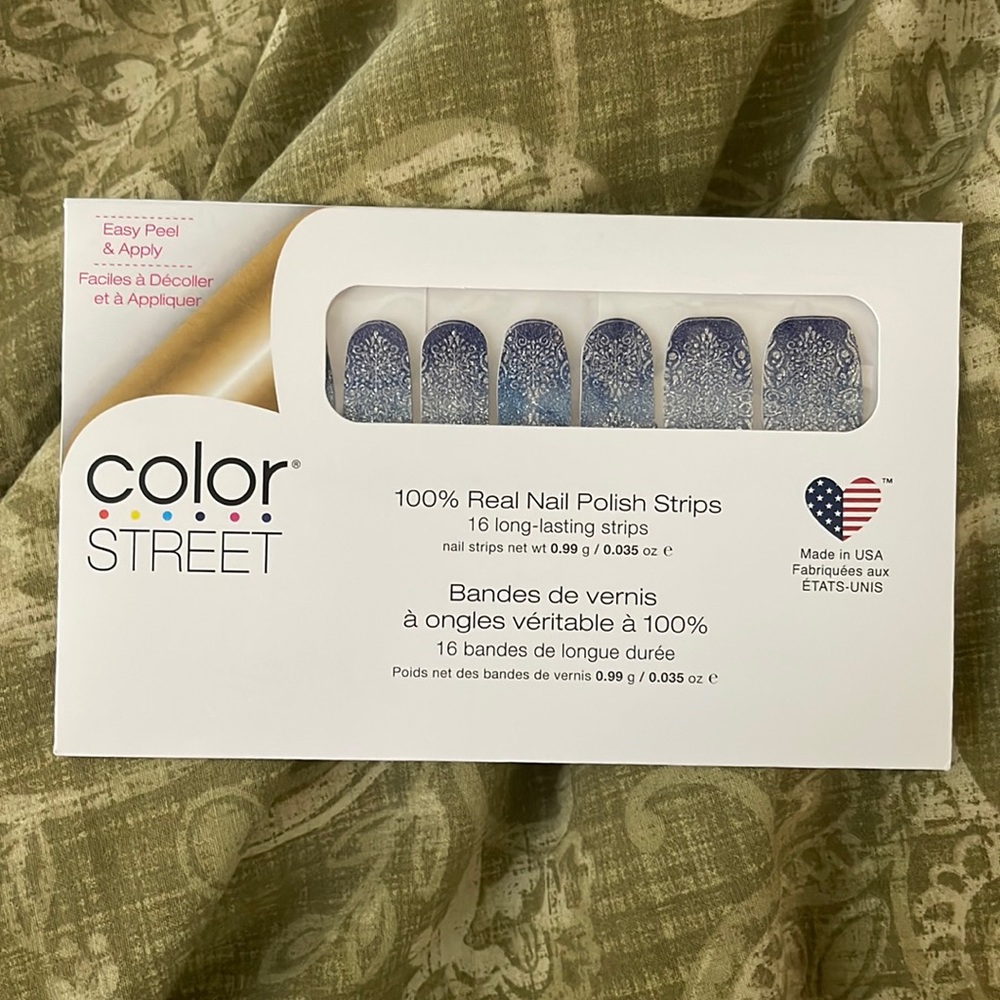 Easy Peel
& Apply
Faciles à Décoller
et à Appliquer
color®
STREET
100% Real Nail Polish Strips
16 long-lasting strips
nail strips net wt 0.99 g / 0.035 oz ℮
Bandes de vernis
à ongles véritable à 100%
16 bandes de longue durée
Poids net des bandes de vernis 0.99 g / 0.035 oz ℮
™
Made in USA
Fabriquées aux
ÉTATS-UNIS